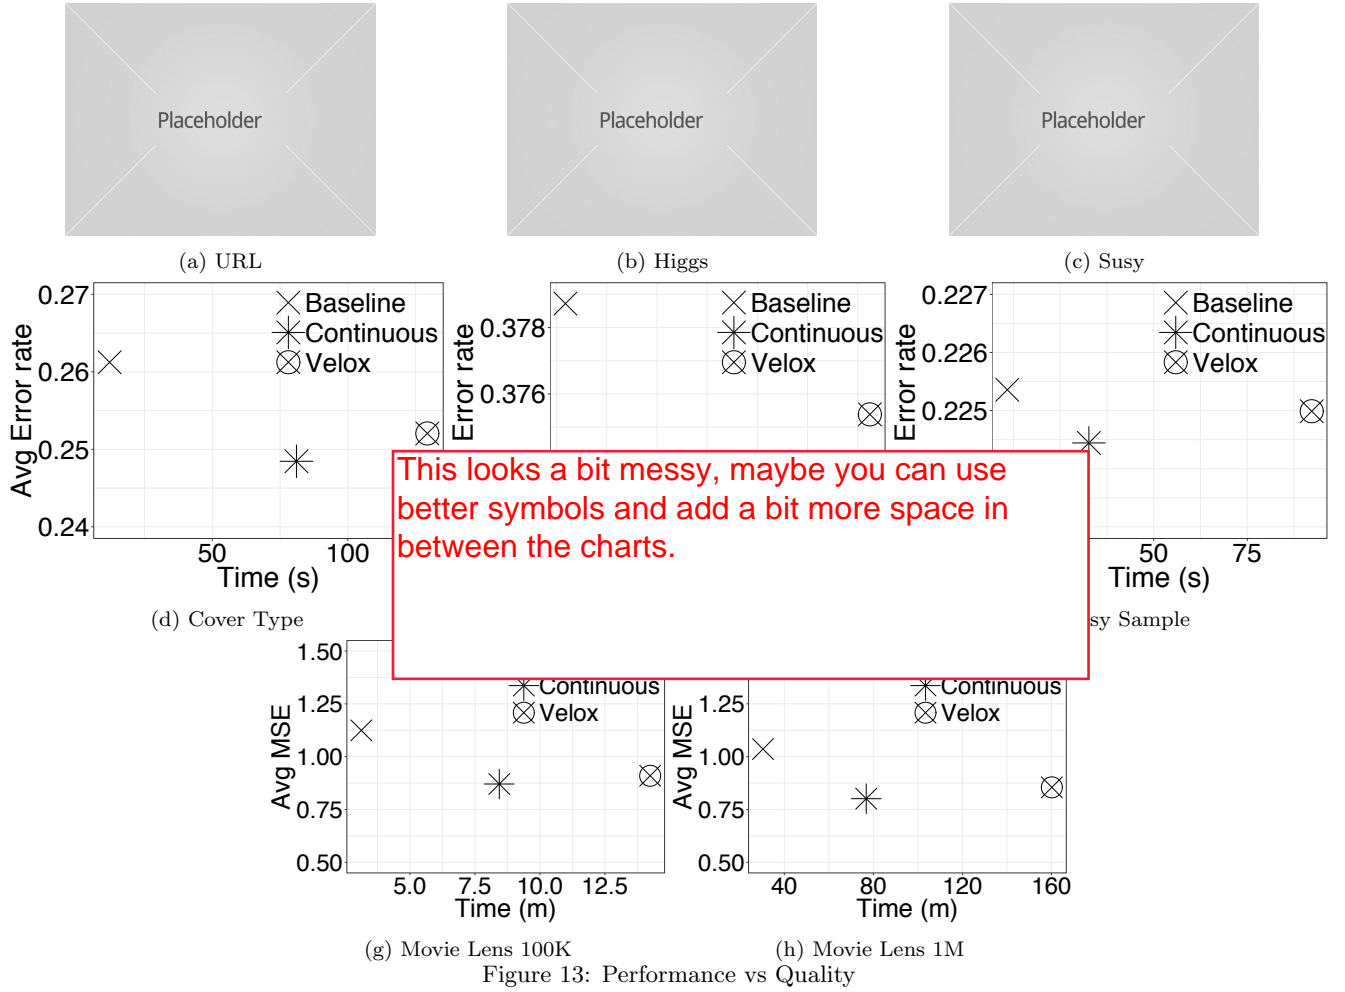 Placeholder
Placeholder
Placeholder
(a) URL
(b) Higgs
(c) Susy
0.27
0.26
0.25
0.24
Avg Error rate
Baseline
Continuous
Velox
50
100
Time (s)
(d) Cover Type
0.378
0.376
Error rate
Baseline
Continuous
Velox
0.227
0.226
0.225
Error rate
Baseline
Continuous
Velox
50
75
Time (s)
sy Sample
This looks a bit messy, maybe you can use
better symbols and add a bit more space in
between the charts.
1.50
1.25
1.00
0.75
0.50
Avg MSE
Continuous
Velox
5.0
7.5
10.0
12.5
Time (m)
(g) Movie Lens 100K
1.25
1.00
0.75
0.50
Avg MSE
Continuous
Velox
40
80
120
160
Time (m)
(h) Movie Lens 1M
Figure 13: Performance vs Quality